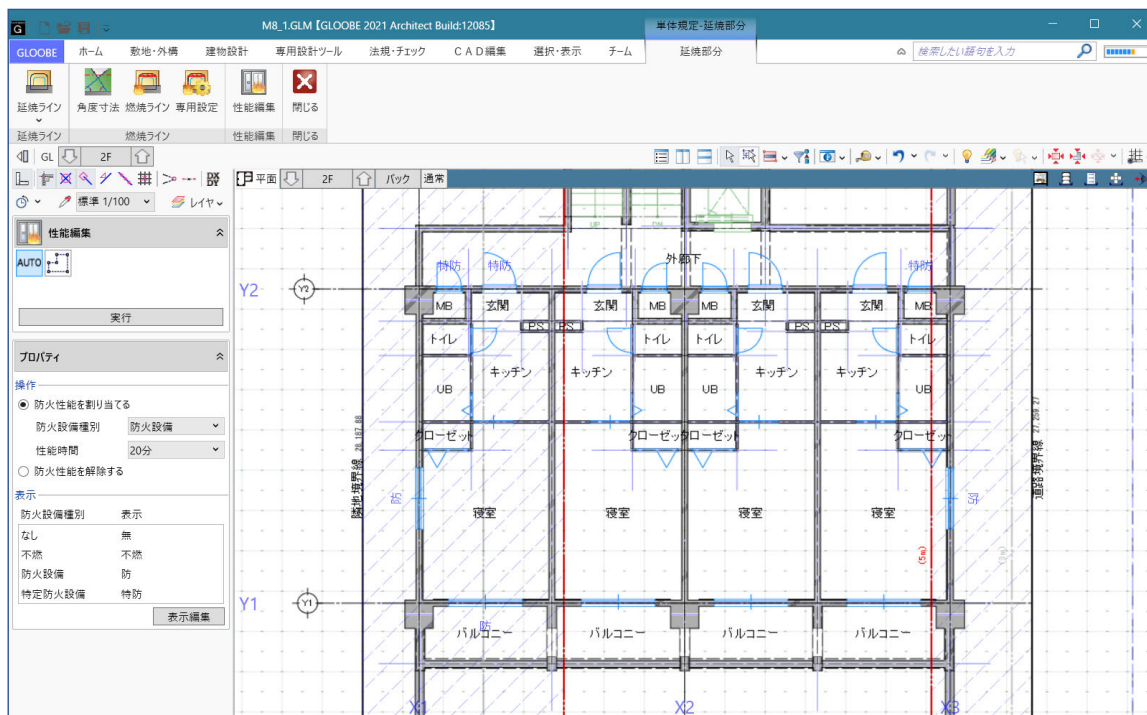 M8_1.GLM【GLOOBE 2021 Architect Build:12085】
単体規定-延焼部分
GLOOBE ホーム 敷地・外構 建物設計 専用設計ツール 法規・チェック CAD編集 選択・表示 チーム 延焼部分
検索したい語句を入力
延焼ライン 角度寸法 燃焼ライン 専用設定 性能編集 閉じる
延焼ライン 燃焼ライン 性能編集 閉じる
GL 2F
平面 2F バック 通常
標準 1/100 レイヤ
性能編集
AUTO
実行
プロパティ
操作
防火性能を割り当てる
防火設備種別 防火設備
性能時間 20分
防火性能を解除する
表示
防火設備種別 表示
なし 無
不燃 不燃
防火設備 防
特定防火設備 特防
表示編集
UP DN
外廊下
特防 特防 特防
Y2 Y2
MB 玄関 玄関 MB MB 玄関 玄関 MB
PS PS PS PS
トイレ トイレ トイレ トイレ
キッチン キッチン キッチン キッチン
UB UB UB UB
クローゼット クローゼット クローゼット クローゼット
隣地境界線 28.187.88
道路境界線 27.259.27
防 防
寝室 寝室 寝室 寝室
(5m) (3m)
Y1 Y1
防
バルコニー バルコニー バルコニー バルコニー
X1 X2 X3